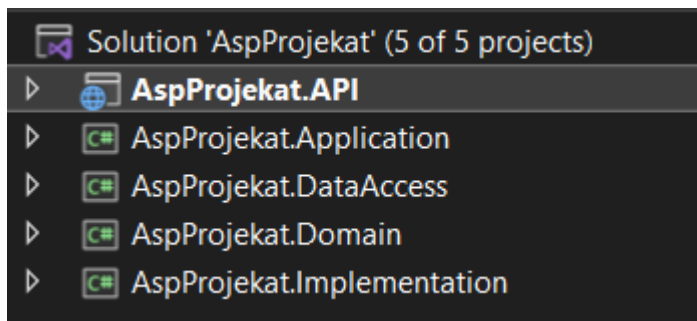 Solution 'AspProjekat' (5 of 5 projects)
AspProjekat.API
C# AspProjekat.Application
C# AspProjekat.DataAccess
C# AspProjekat.Domain
C# AspProjekat.Implementation